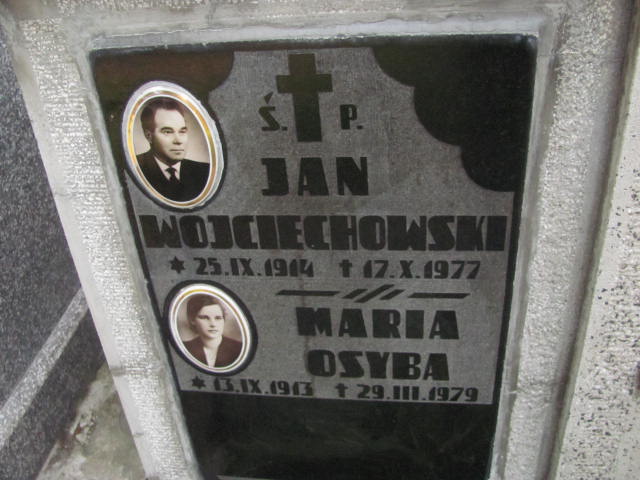 Ś. P.
JAN
WOJCIECHOWSKI
* 25.IX.1914 † 17.X.1977
MARIA
OSYBA
* 13.IX.1913 † 29.III.1979